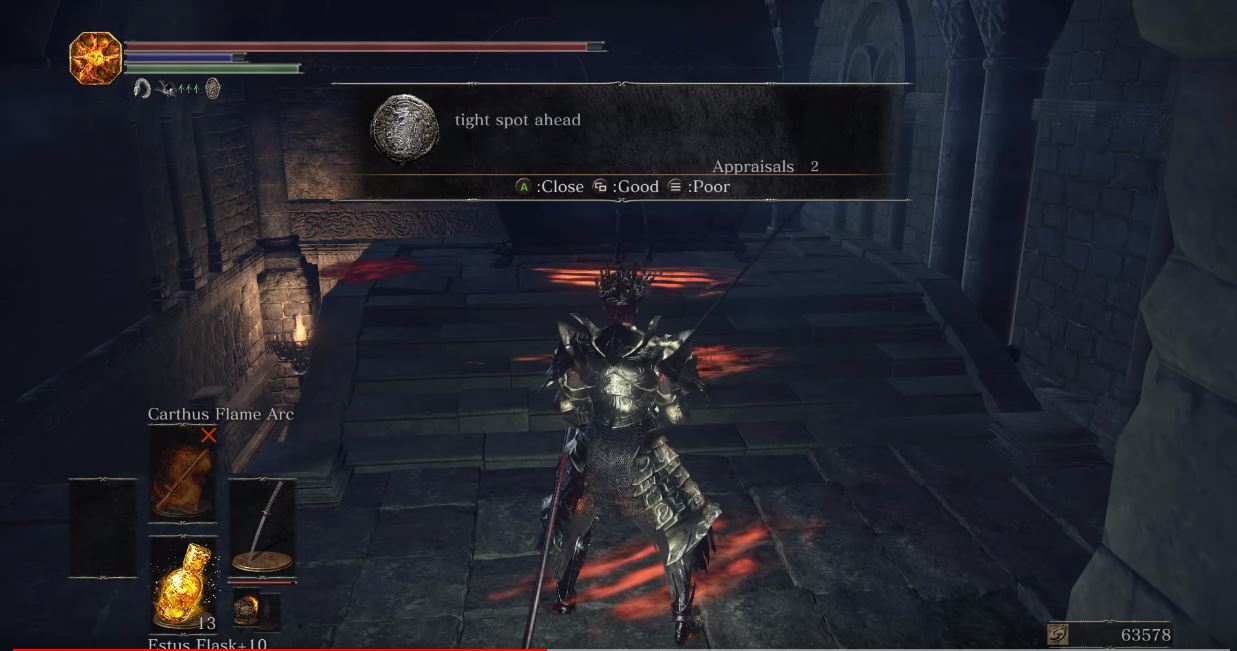 tight spot ahead
Appraisals 2
A :Close :Good :Poor
Carthus Flame Arc
13
Estus Flask+10
63578